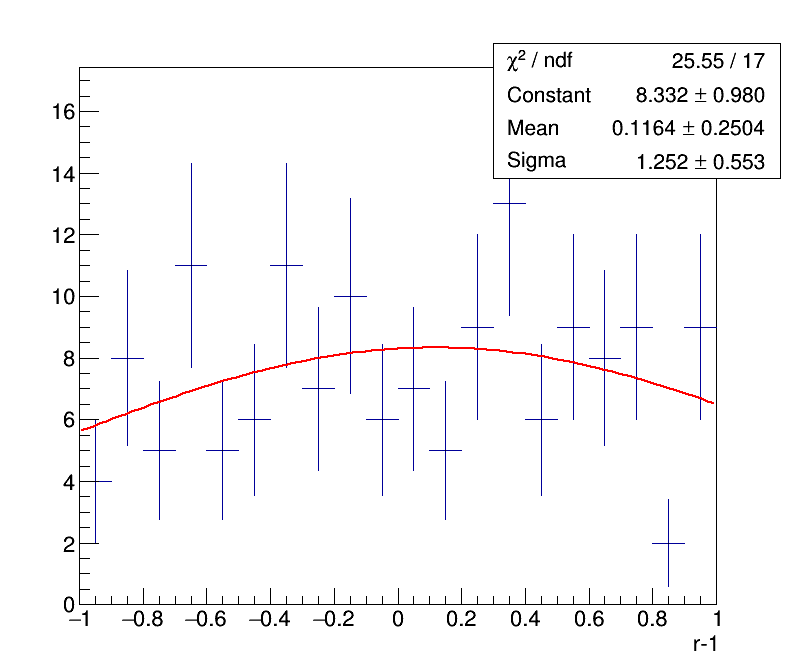 χ² / ndf 25.55 / 17
Constant 8.332 ± 0.980
Mean 0.1164 ± 0.2504
Sigma 1.252 ± 0.553
16
14
12
10
8
6
4
2
0
−1 −0.8 −0.6 −0.4 −0.2 0 0.2 0.4 0.6 0.8 1
r-1